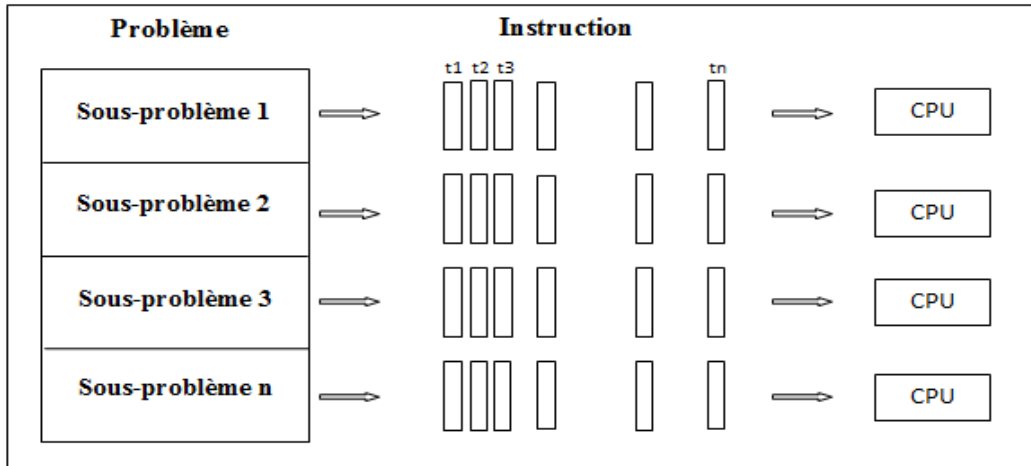 Problème
Instruction
t1 t2 t3 tn
Sous-problème 1
CPU
Sous-problème 2
CPU
Sous-problème 3
CPU
Sous-problème n
CPU